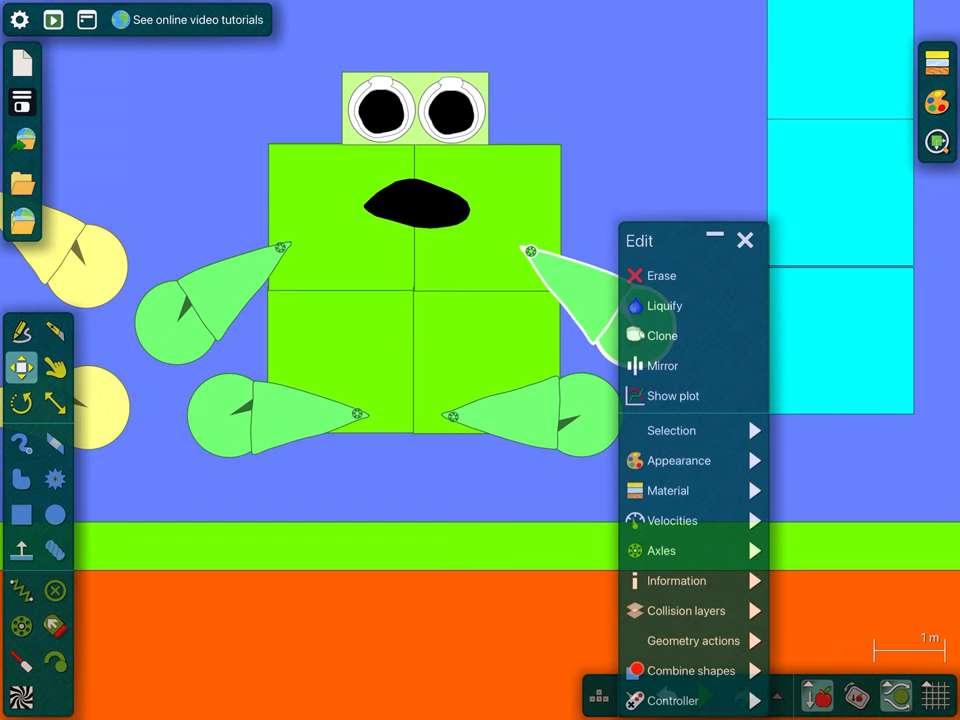 See online video tutorials
Edit
Erase
Liquify
Clone
Mirror
Show plot
Selection
Appearance
Material
Velocities
Axles
Information
Collision layers
Geometry actions
Combine shapes
Controller
1 m